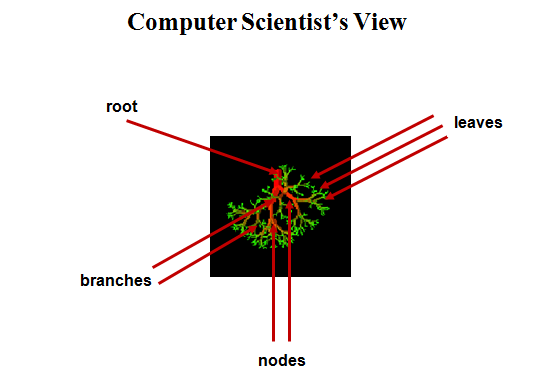 Computer Scientist's View
root
leaves
branches
nodes